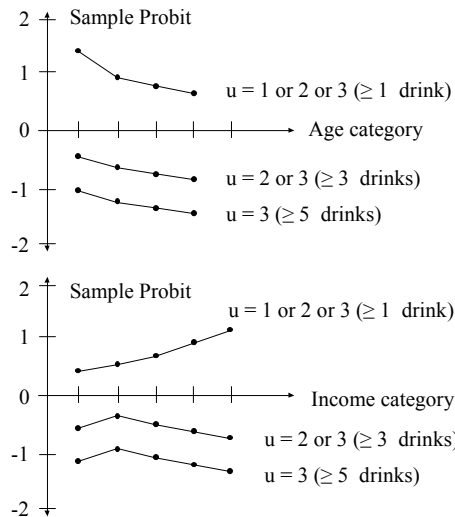 2
Sample Probit
1
u = 1 or 2 or 3 (≥ 1 drink)
0
Age category
u = 2 or 3 (≥ 3 drinks)
-1
u = 3 (≥ 5 drinks)
-2
2
Sample Probit
u = 1 or 2 or 3 (≥ 1 drink)
1
0
Income category
u = 2 or 3 (≥ 3 drinks)
-1
u = 3 (≥ 5 drinks)
-2